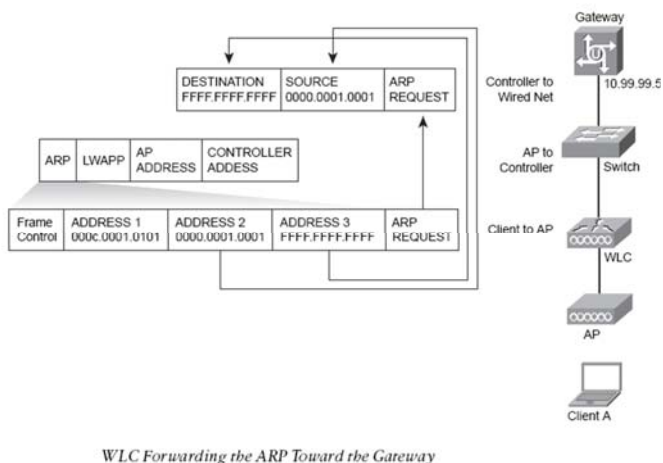 Gateway
10.99.99.5
Controller to
Wired Net
DESTINATION
FFFF.FFFF.FFFF
SOURCE
0000.0001.0001
ARP
REQUEST
AP to
Controller
Switch
ARP
LWAPP
AP
ADDRESS
CONTROLLER
ADDESS
Frame
Control
ADDRESS 1
000c.0001.0101
ADDRESS 2
0000.0001.0001
ADDRESS 3
FFFF.FFFF.FFFF
ARP
REQUEST
Client to AP
WLC
AP
Client A
WLC Forwarding the ARP Toward the Gateway